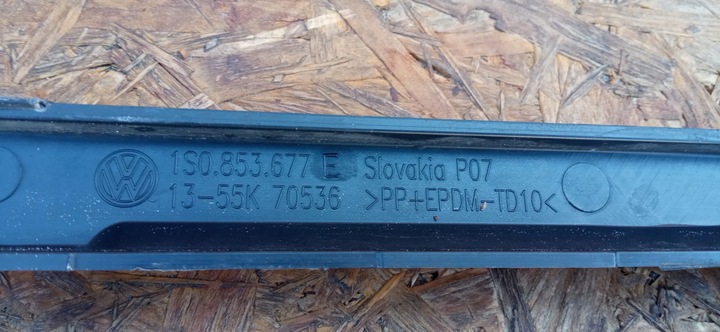 1S0.853.677 E Slovakia P07
13-55K 70536 >PP+EPDM-TD10<